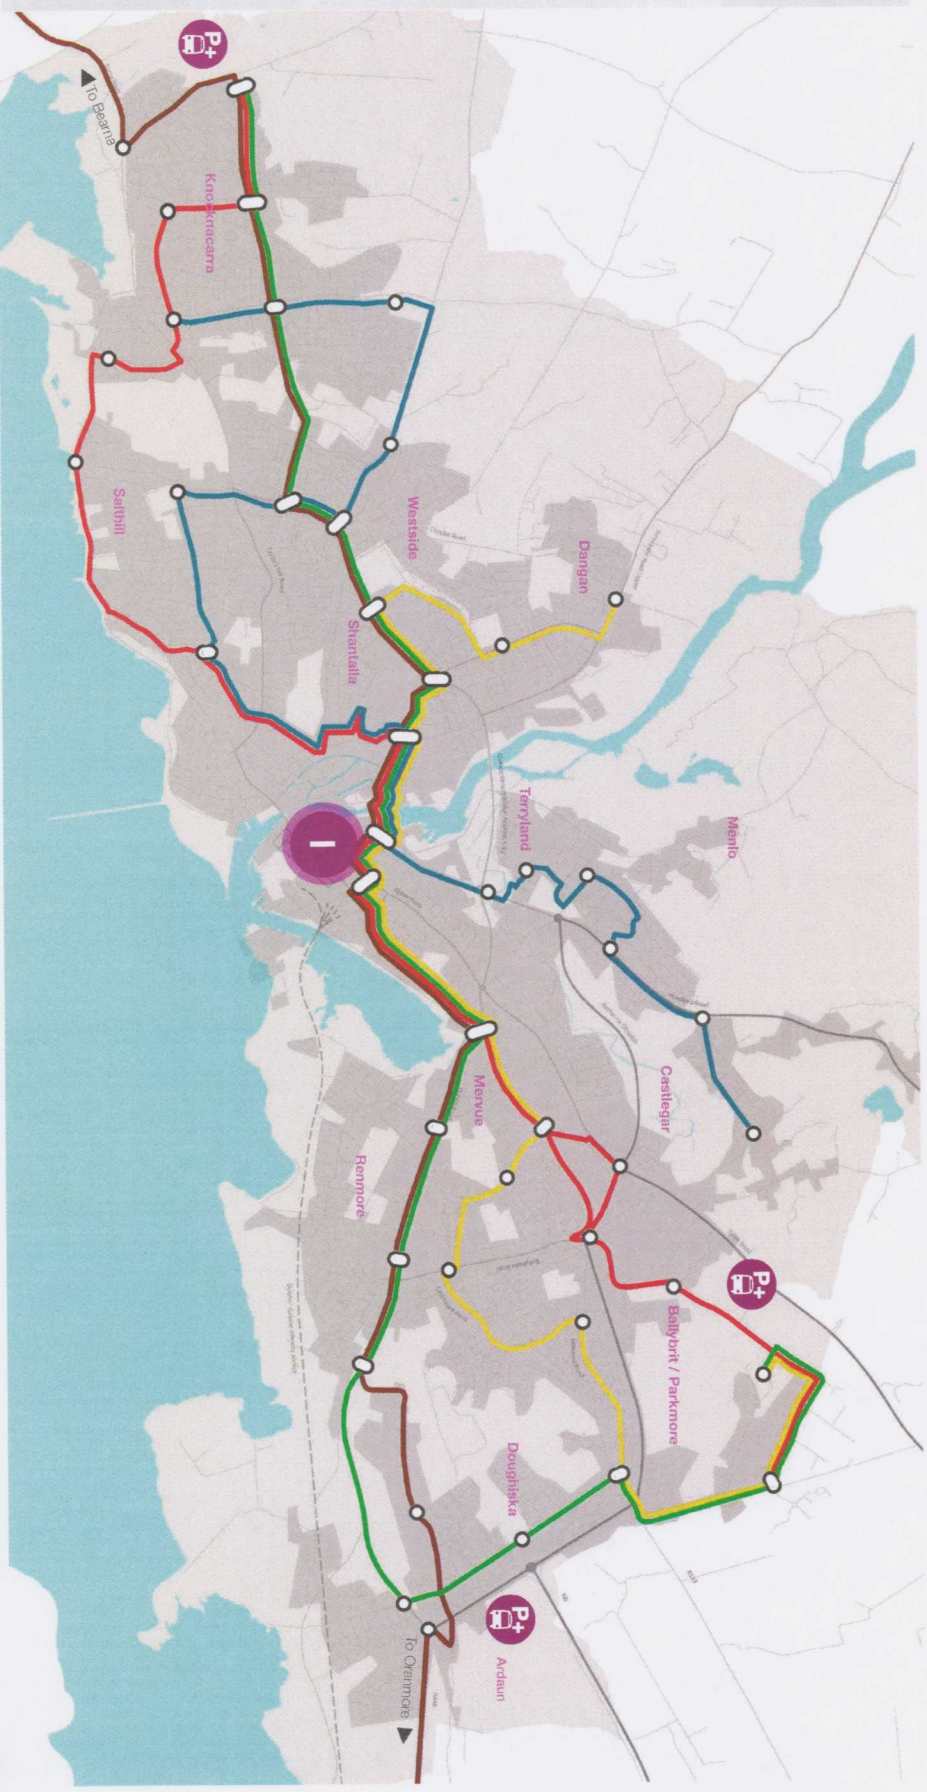 P+
To Bearna
Knocknacarra
Salthill
Westside
Dangan
Shantalla
Terryland
Menlo
Castlegar
Mervue
Renmore
P+
Ballybrit / Parkmore
Doughiska
P+
Ardaun
To Oranmore